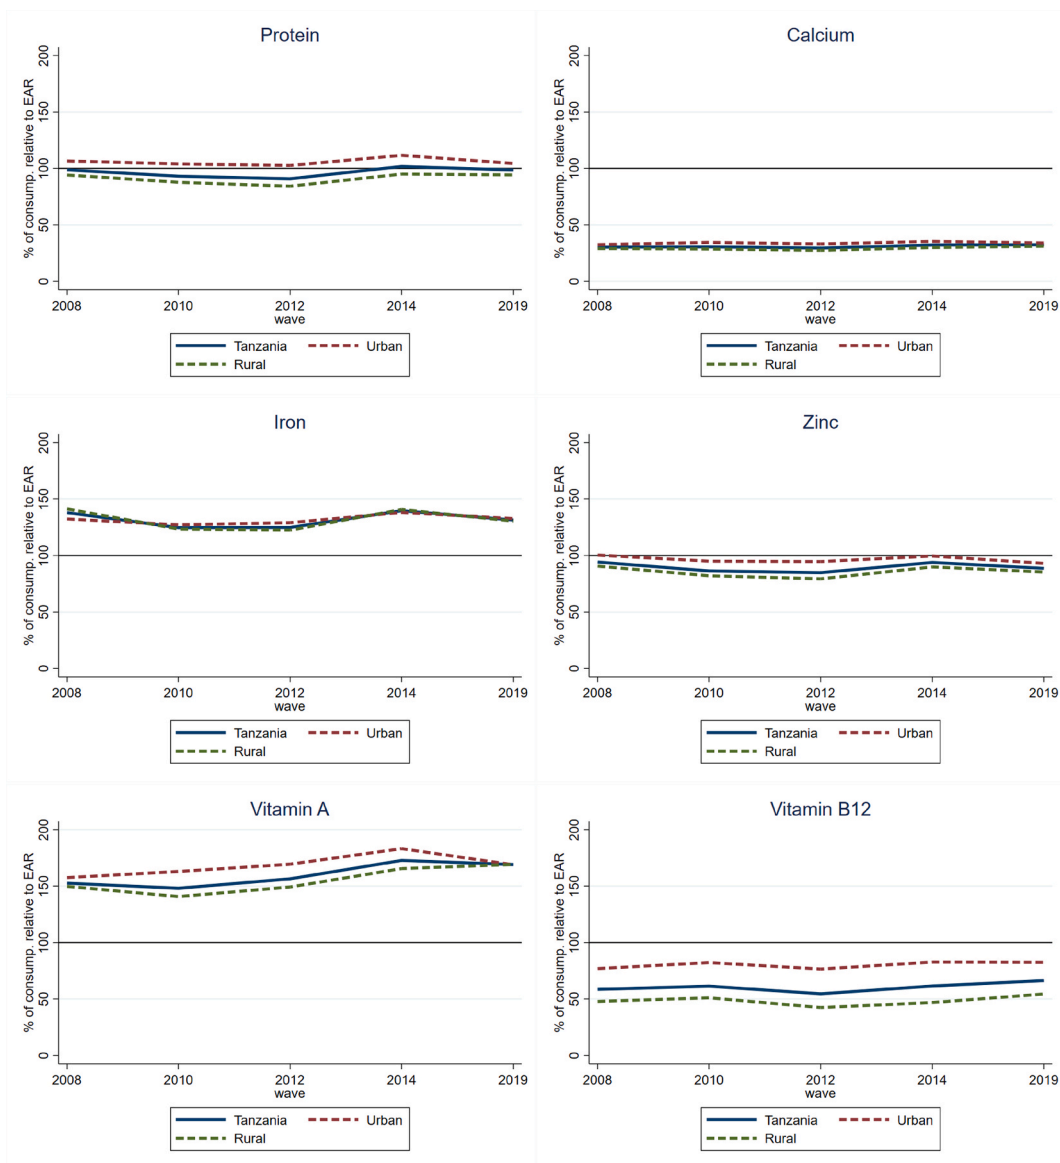 Protein
% of consump. relative to EAR
200
150
100
50
0
2008 2010 2012 2014 2019
wave
Tanzania Urban
Rural
Calcium
% of consump. relative to EAR
200
150
100
50
0
2008 2010 2012 2014 2019
wave
Tanzania Urban
Rural
Iron
% of consump. relative to EAR
200
150
100
50
0
2008 2010 2012 2014 2019
wave
Tanzania Urban
Rural
Zinc
% of consump. relative to EAR
200
150
100
50
0
2008 2010 2012 2014 2019
wave
Tanzania Urban
Rural
Vitamin A
% of consump. relative to EAR
200
150
100
50
0
2008 2010 2012 2014 2019
wave
Tanzania Urban
Rural
Vitamin B12
% of consump. relative to EAR
200
150
100
50
0
2008 2010 2012 2014 2019
wave
Tanzania Urban
Rural